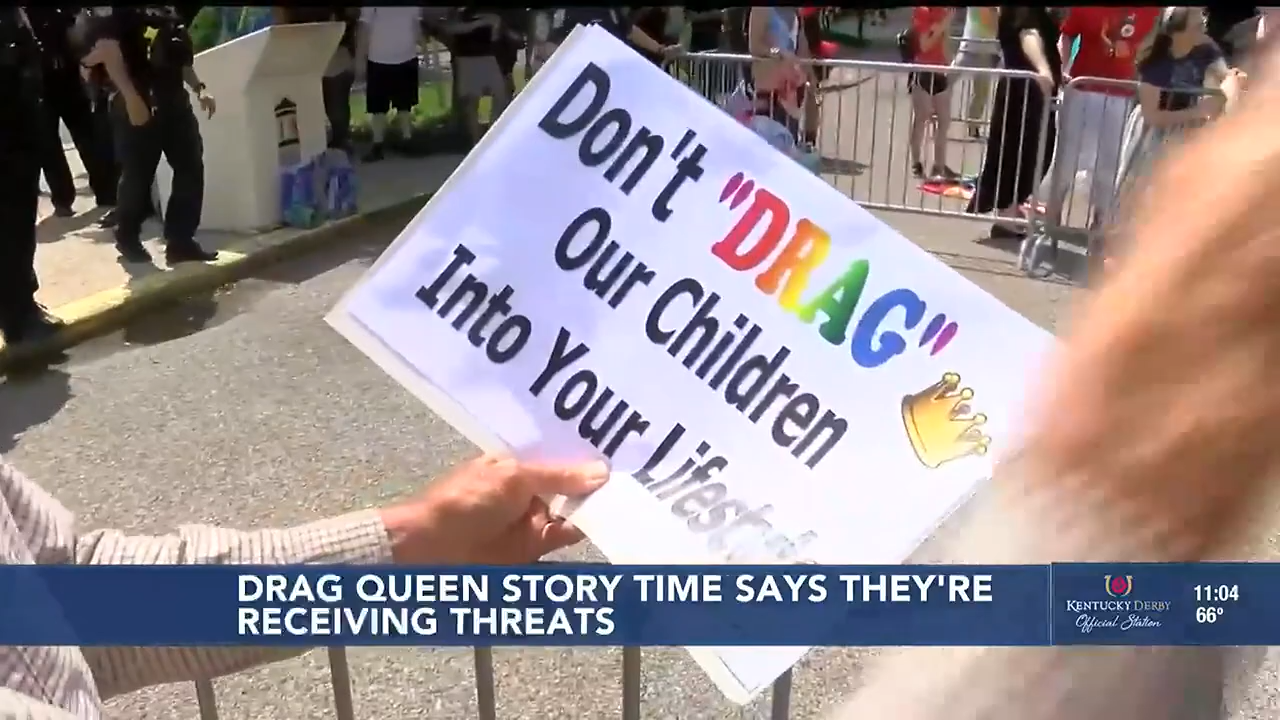 Don't "DRAG"
Our Children
Into Your Lifestyle
DRAG QUEEN STORY TIME SAYS THEY'RE
RECEIVING THREATS
KENTUCKY DERBY
Official Station
11:04
66°